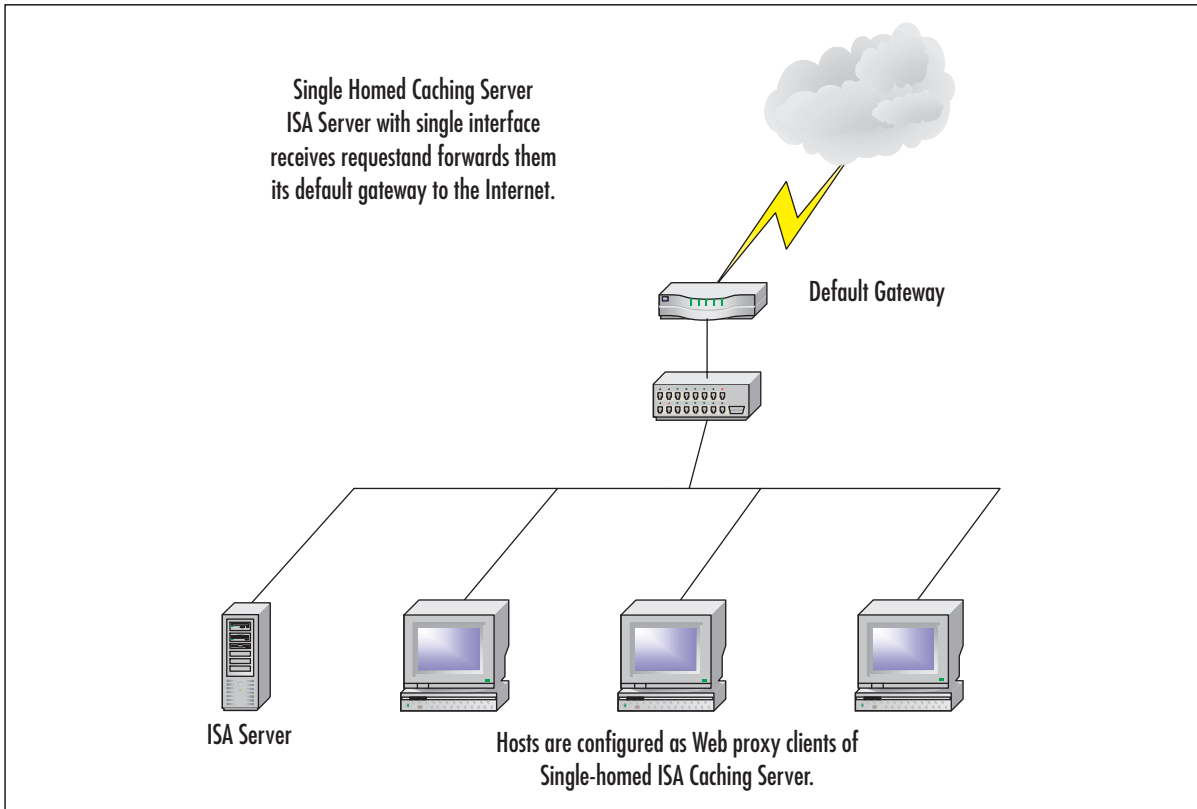 Single Homed Caching Server
ISA Server with single interface
receives requestand forwards them
its default gateway to the Internet.
Default Gateway
ISA Server
Hosts are configured as Web proxy clients of
Single-homed ISA Caching Server.